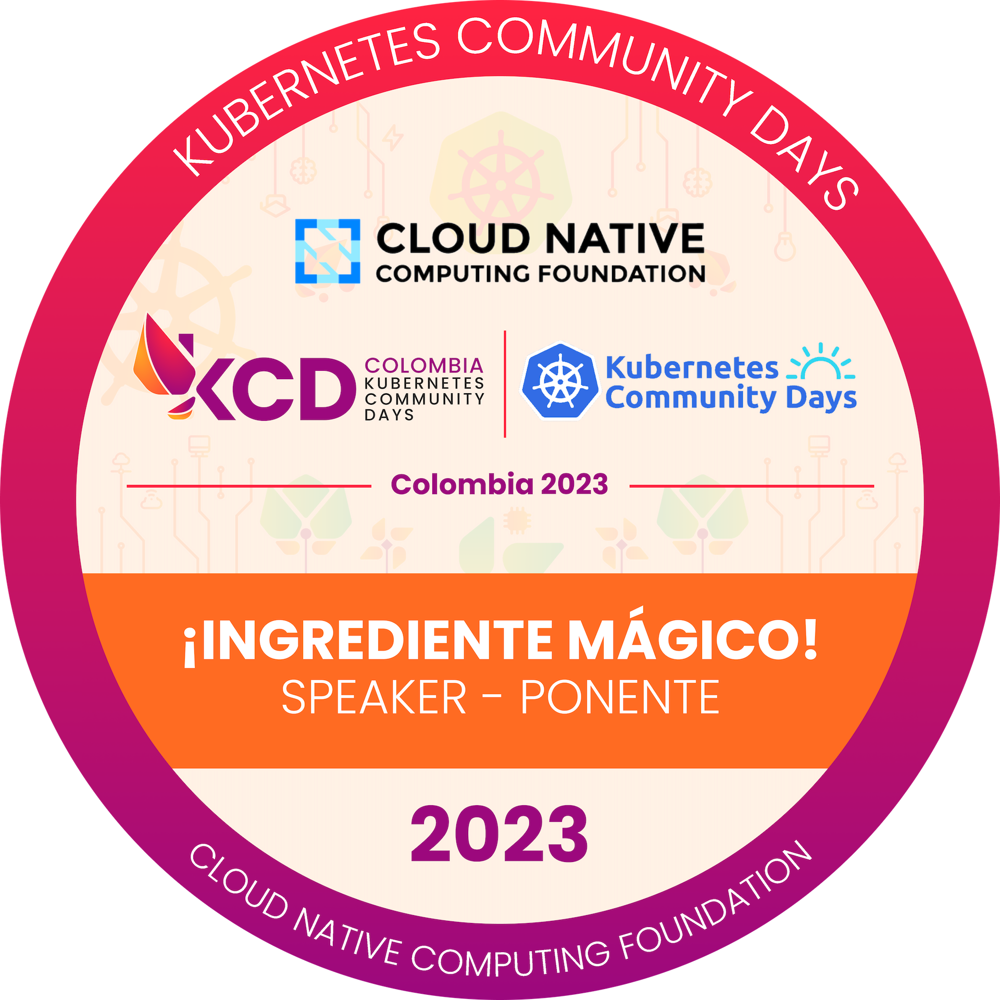 KUBERNETES COMMUNITY DAYS
CLOUD NATIVE
COMPUTING FOUNDATION
KCD
COLOMBIA
KUBERNETES
COMMUNITY
DAYS
Kubernetes
Community Days
Colombia 2023
¡INGREDIENTE MÁGICO!
SPEAKER - PONENTE
2023
CLOUD NATIVE COMPUTING FOUNDATION